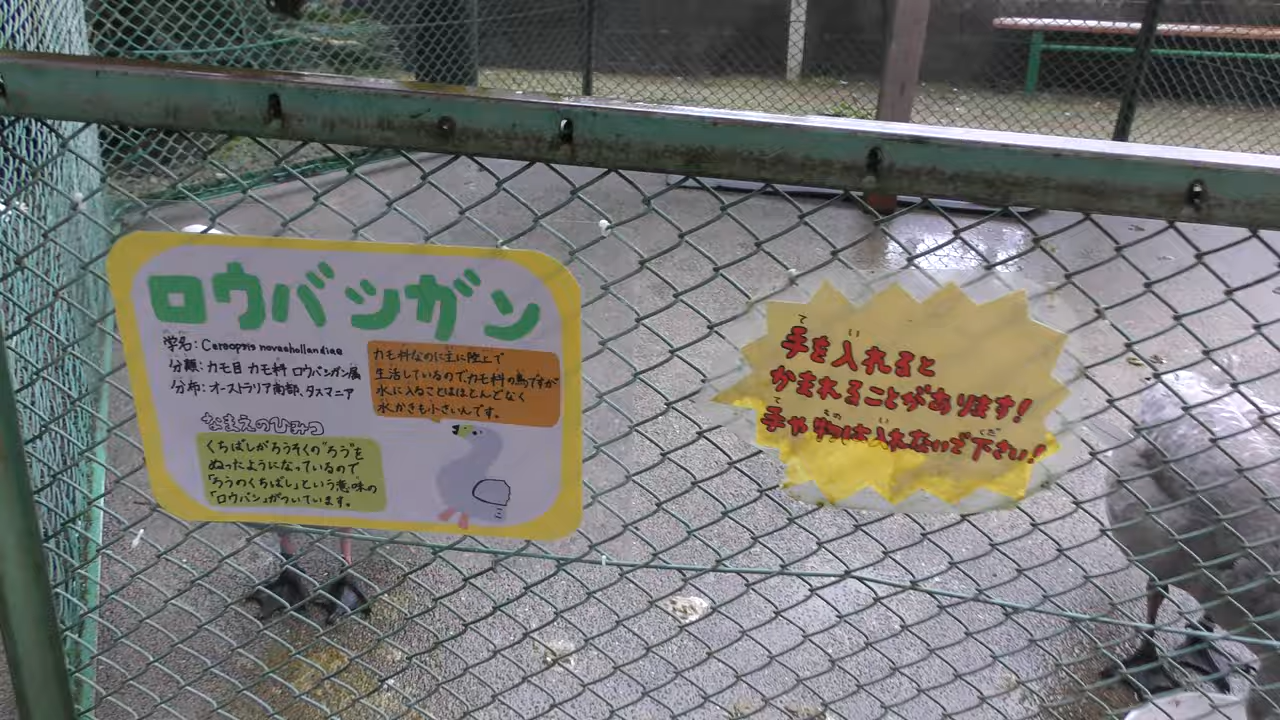 ロウバシガン
学名: Cereopsis novaehollandiae
分類: カモ目 カモ科 ロウバシガン属
分布: オーストラリア南部、タスマニア
カモ科なのに主に陸上で
生活しているので、カモ科の鳥ですが
水に入ることはほとんどなく
水かきも小さいんです。
なまえのひみつ
くちばしがろうそくの"ろう"を
ぬったようになっているので
「ろうのくちばし」という意味の
「ロウバシ」がついています。
手を入れると
かまれることがあります!
手や物は入れないで下さい!